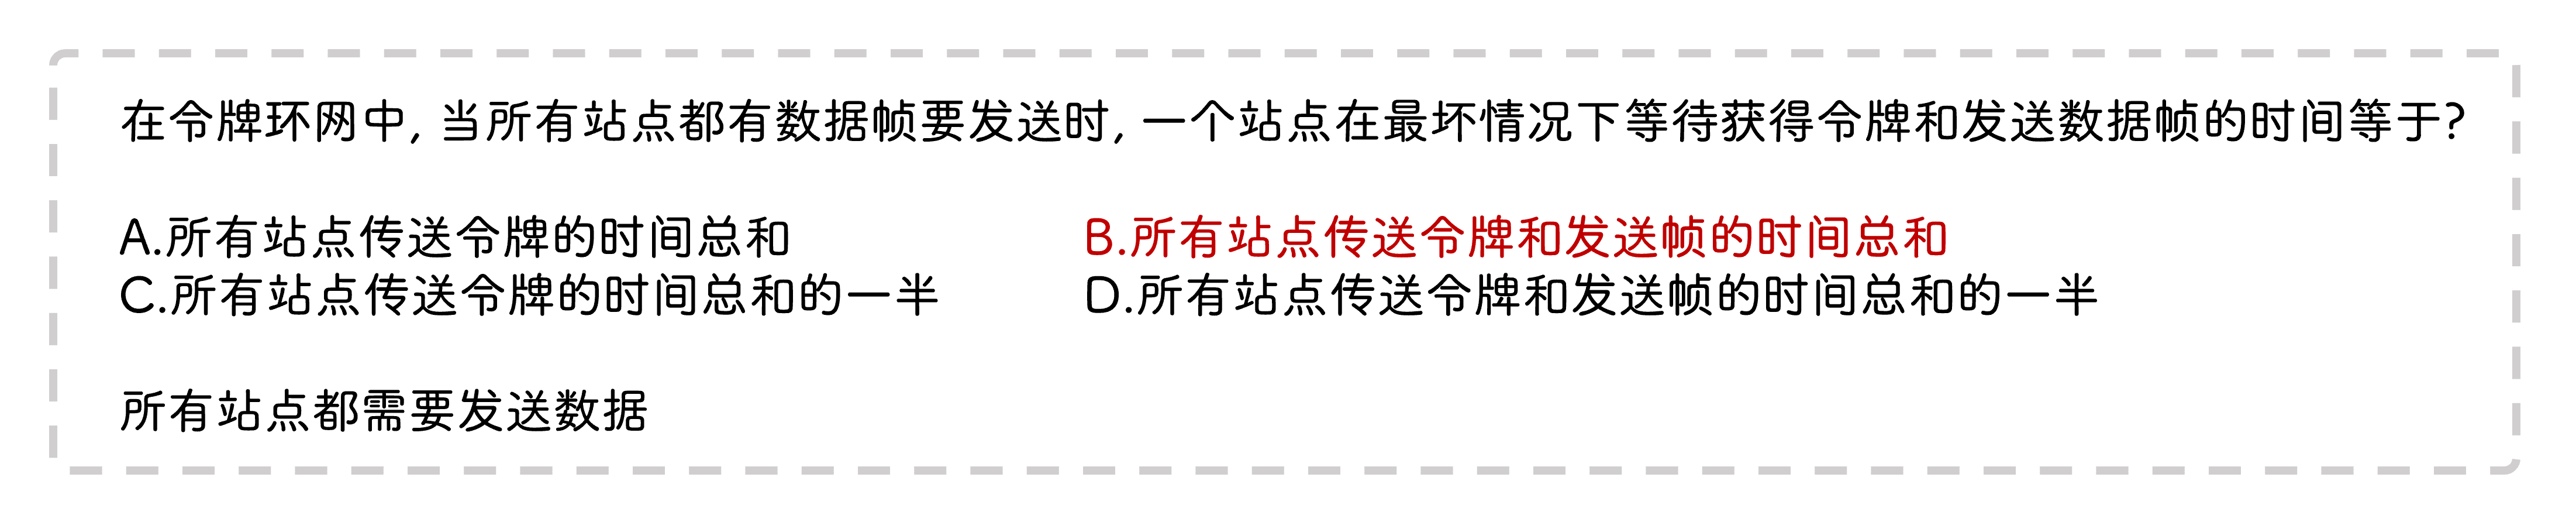 在令牌环网中, 当所有站点都有数据帧要发送时, 一个站点在最坏情况下等待获得令牌和发送数据帧的时间等于?
A.所有站点传送令牌的时间总和 B.所有站点传送令牌和发送帧的时间总和
C.所有站点传送令牌的时间总和的一半 D.所有站点传送令牌和发送帧的时间总和的一半
所有站点都需要发送数据